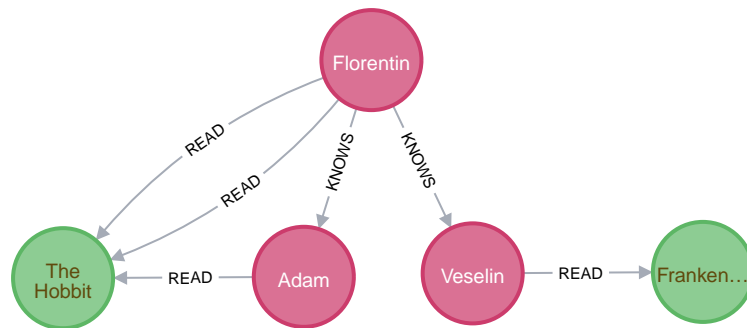 Florentin
READ
READ
KNOWS
KNOWS
The
Hobbit
READ
Adam
Veselin
READ
Franken…